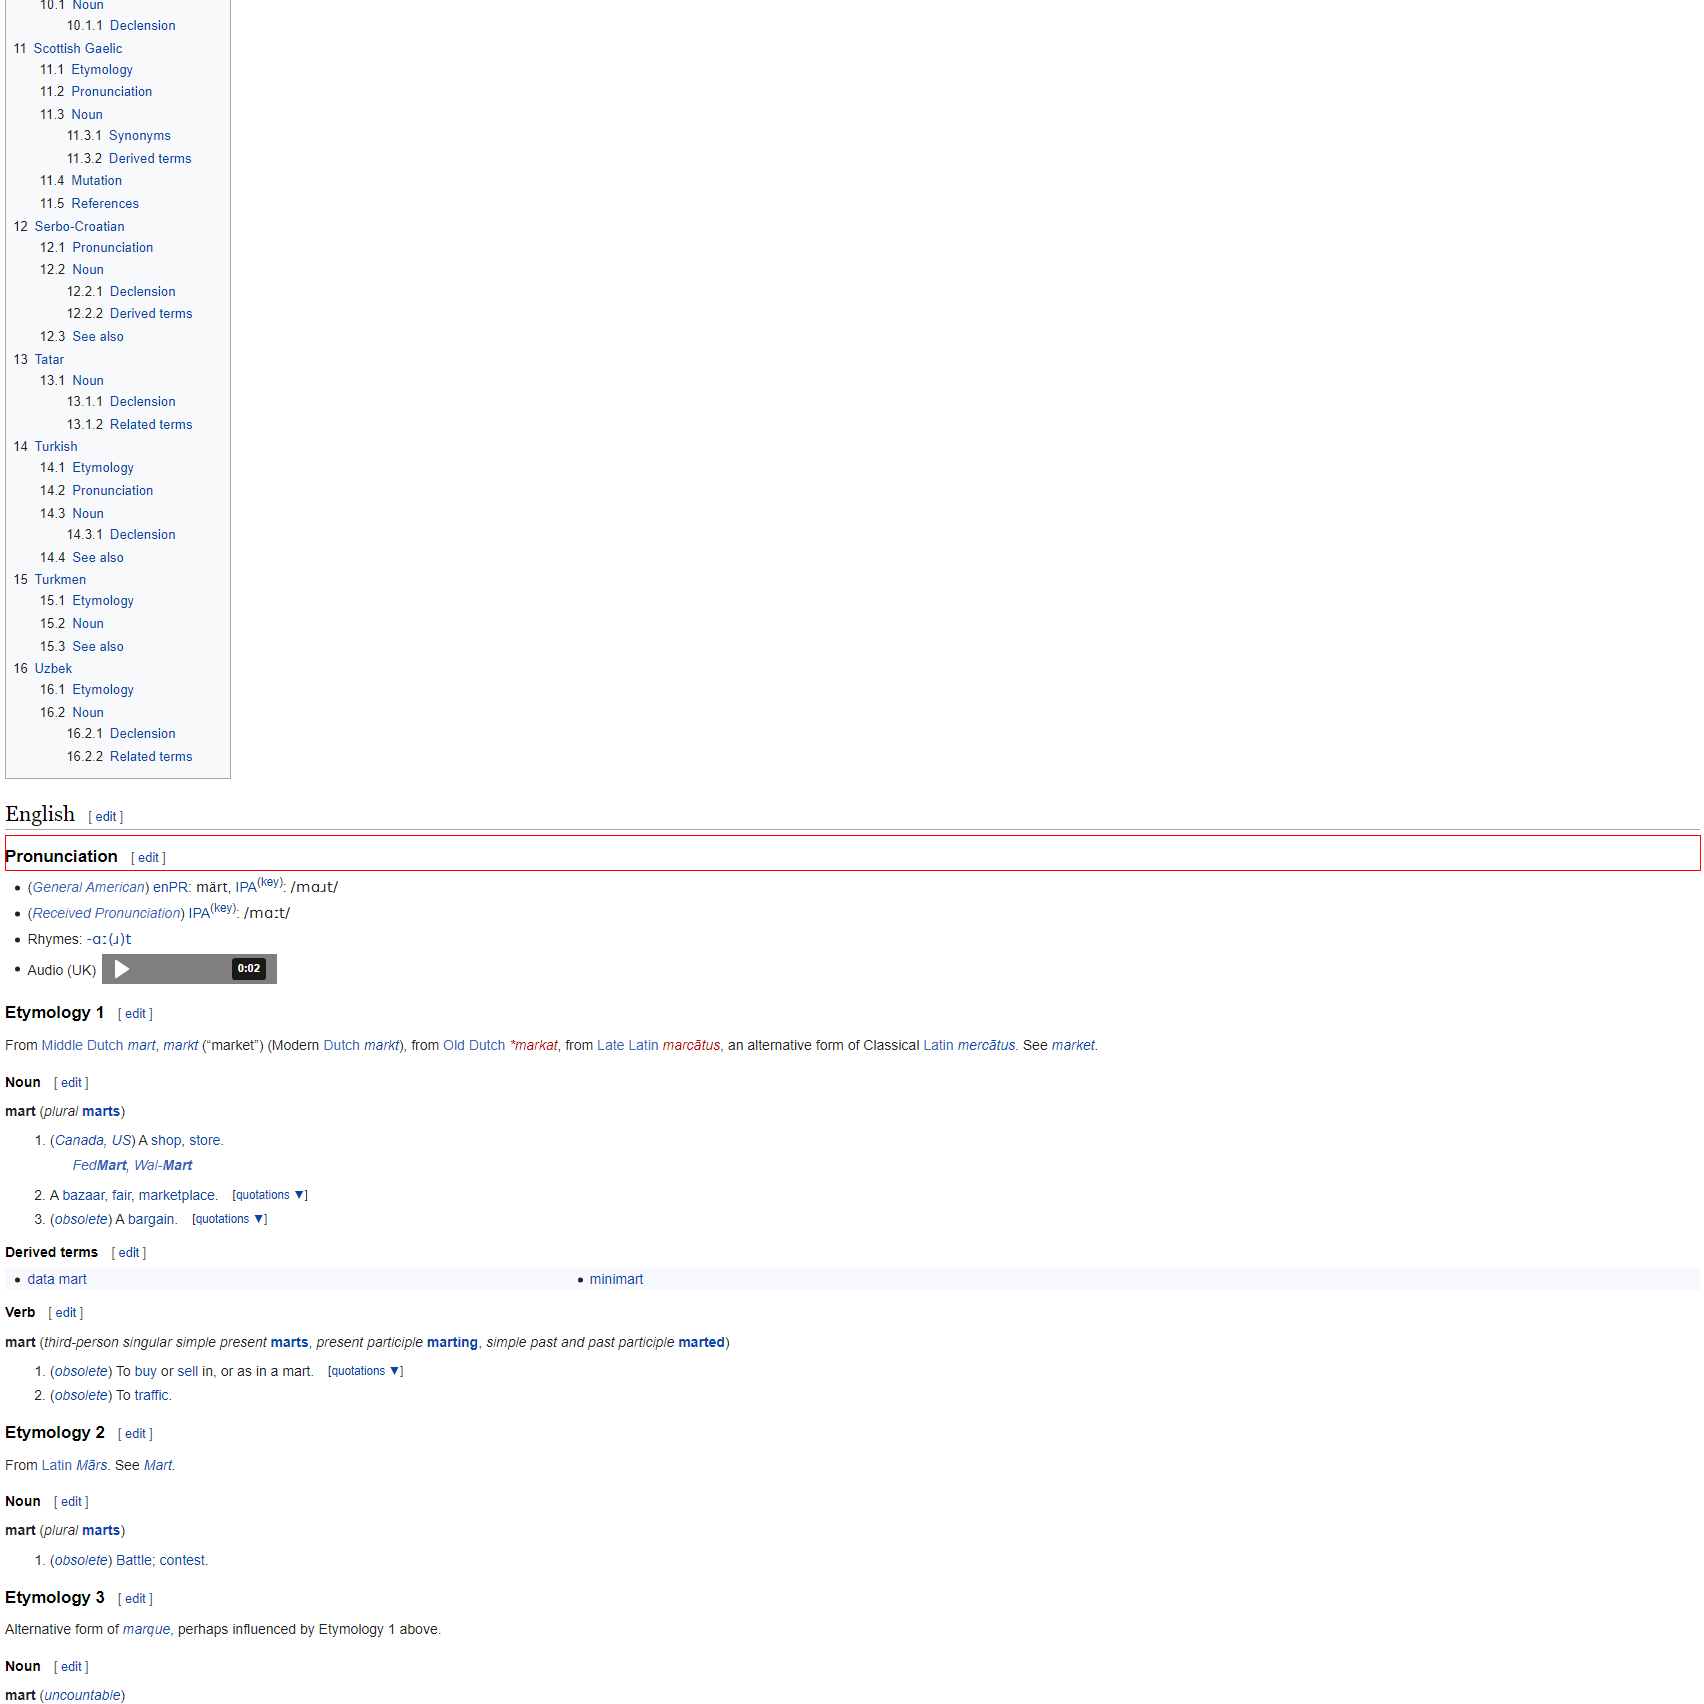 10.1 Noun
10.1.1 Declension
11 Scottish Gaelic
11.1 Etymology
11.2 Pronunciation
11.3 Noun
11.3.1 Synonyms
11.3.2 Derived terms
11.4 Mutation
11.5 References
12 Serbo-Croatian
12.1 Pronunciation
12.2 Noun
12.2.1 Declension
12.2.2 Derived terms
12.3 See also
13 Tatar
13.1 Noun
13.1.1 Declension
13.1.2 Related terms
14 Turkish
14.1 Etymology
14.2 Pronunciation
14.3 Noun
14.3.1 Declension
14.4 See also
15 Turkmen
15.1 Etymology
15.2 Noun
15.3 See also
16 Uzbek
16.1 Etymology
16.2 Noun
16.2.1 Declension
16.2.2 Related terms
English [ edit ]
Pronunciation [ edit ]
• (General American) enPR: märt, IPA(key): /mɑɹt/
• (Received Pronunciation) IPA(key): /mɑːt/
• Rhymes: -ɑː(ɹ)t
• Audio (UK) 0:02
Etymology 1 [ edit ]
From Middle Dutch mart, markt (“market”) (Modern Dutch markt), from Old Dutch *markat, from Late Latin marcātus, an alternative form of Classical Latin mercātus. See market.
Noun [ edit ]
mart (plural marts)
1. (Canada, US) A shop, store.
FedMart, Wal-Mart
2. A bazaar, fair, marketplace. [quotations ▼]
3. (obsolete) A bargain. [quotations ▼]
Derived terms [ edit ]
• data mart • minimart
Verb [ edit ]
mart (third-person singular simple present marts, present participle marting, simple past and past participle marted)
1. (obsolete) To buy or sell in, or as in a mart. [quotations ▼]
2. (obsolete) To traffic.
Etymology 2 [ edit ]
From Latin Mārs. See Mart.
Noun [ edit ]
mart (plural marts)
1. (obsolete) Battle; contest.
Etymology 3 [ edit ]
Alternative form of marque, perhaps influenced by Etymology 1 above.
Noun [ edit ]
mart (uncountable)